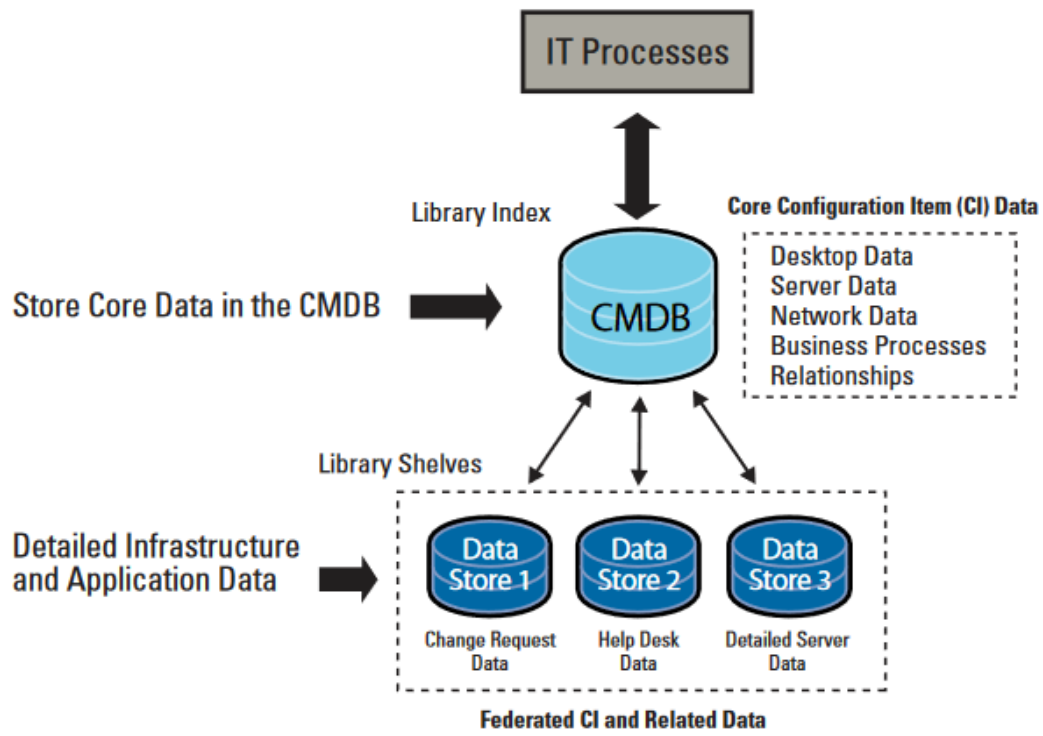 IT Processes
Library Index
Core Configuration Item (CI) Data
Desktop Data
Server Data
Network Data
Business Processes
Relationships
Store Core Data in the CMDB
CMDB
Library Shelves
Detailed Infrastructure
and Application Data
Data
Store 1
Data
Store 2
Data
Store 3
Change Request
Data
Help Desk
Data
Detailed Server
Data
Federated CI and Related Data